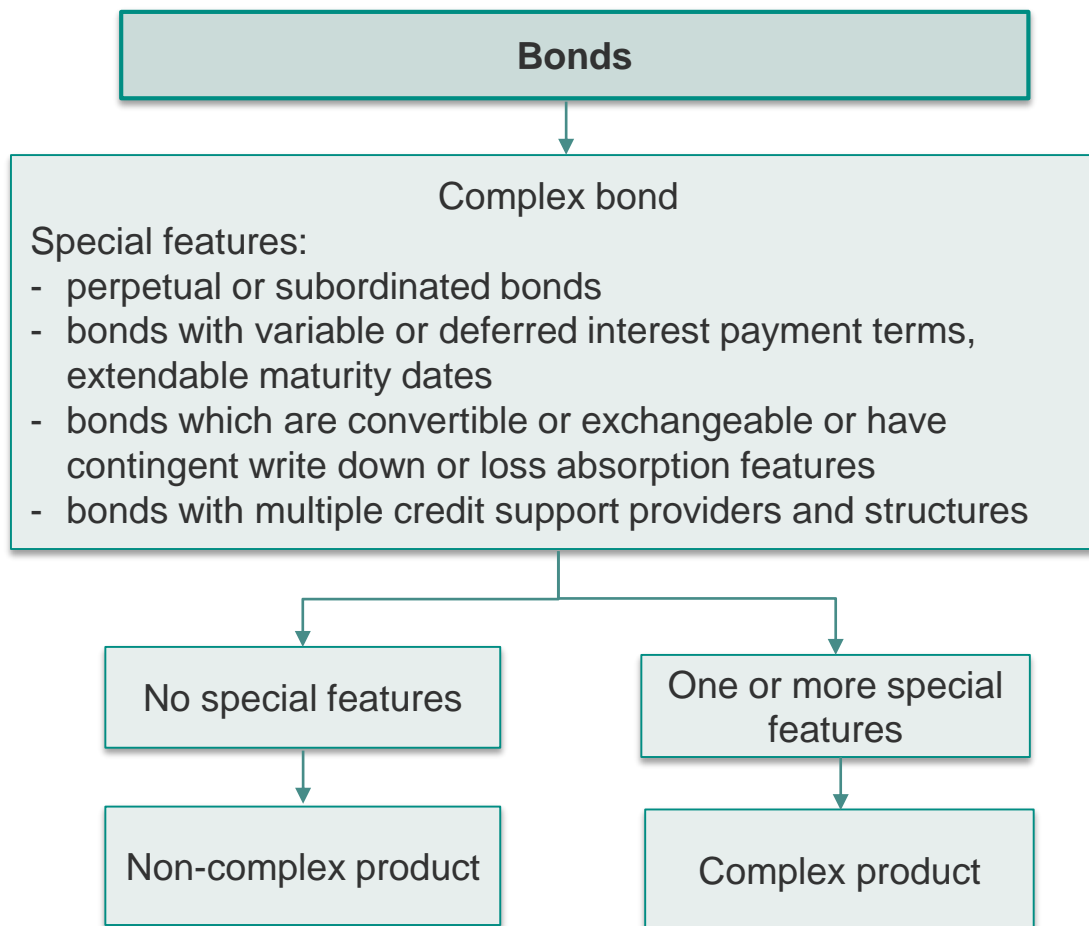 Bonds
Complex bond
Special features:
- perpetual or subordinated bonds
- bonds with variable or deferred interest payment terms,
extendable maturity dates
- bonds which are convertible or exchangeable or have
contingent write down or loss absorption features
- bonds with multiple credit support providers and structures
No special features
One or more special
features
Non-complex product
Complex product